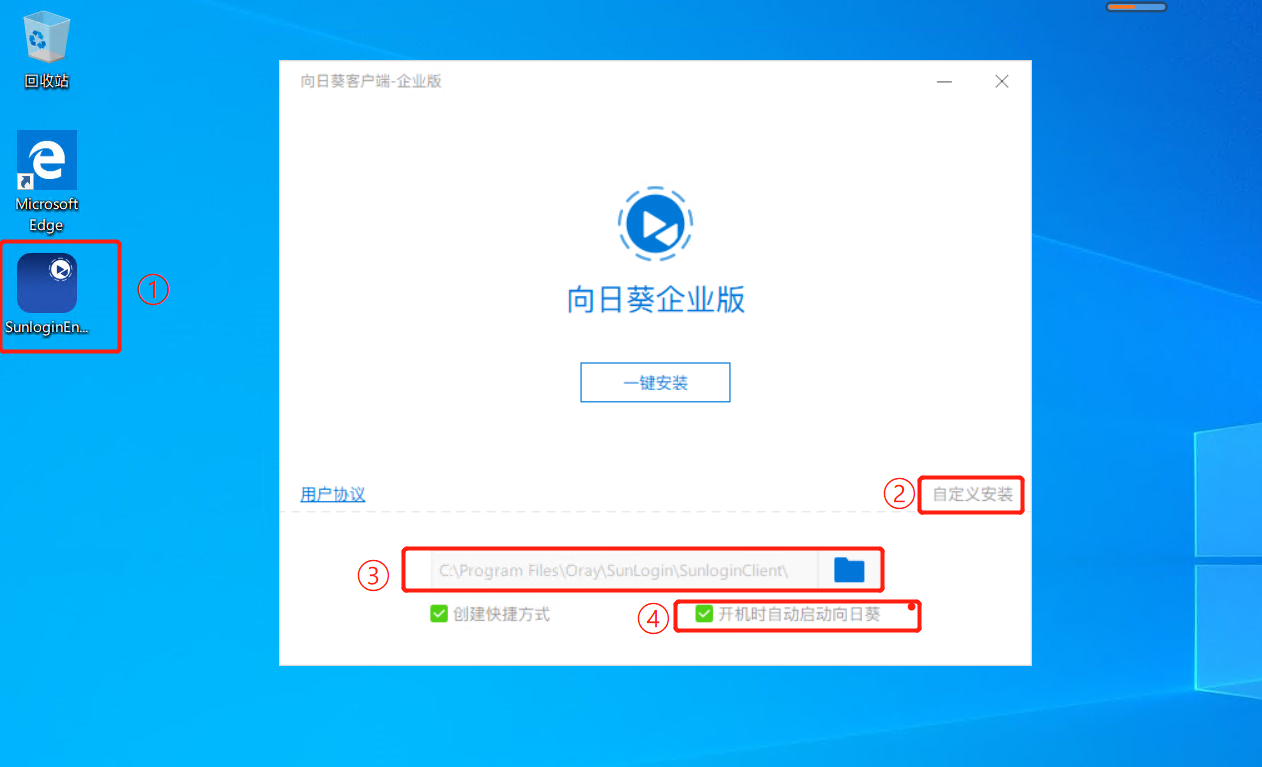 回收站
Microsoft
Edge
SunloginEn...
①
向日葵客户端-企业版
向日葵企业版
一键安装
用户协议
②
自定义安装
③
C:\Program Files\Oray\SunLogin\SunloginClient\
创建快捷方式
④
开机时自动启动向日葵